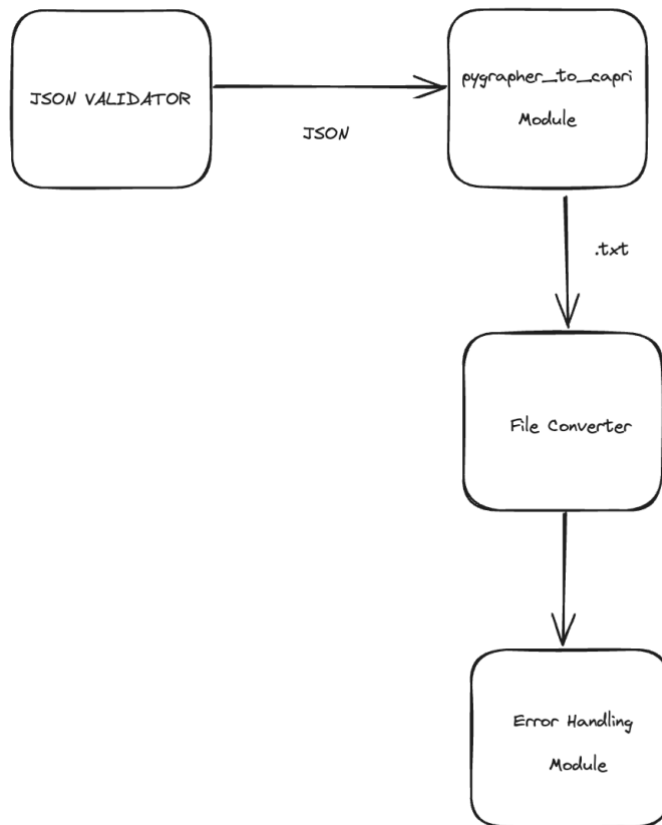 JSON VALIDATOR
JSON
pygrapher_to_capri
Module
.txt
File Converter
Error Handling
Module